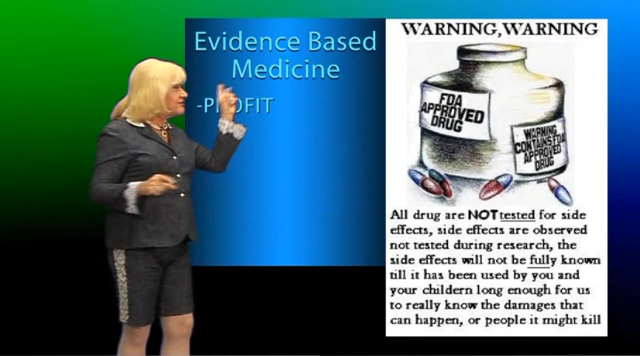 Evidence Based
Medicine
-PROFIT
WARNING,WARNING
FDA
APPROVED
DRUG
WARNING
CONTAINS FDA
APPROVED
DRUG
All drug are NOT tested for side
effects, side effects are observed
not tested during research, the
side effects will not be fully known
till it has been used by you and
your childern long enough for us
to really know the damages that
can happen, or people it might kill